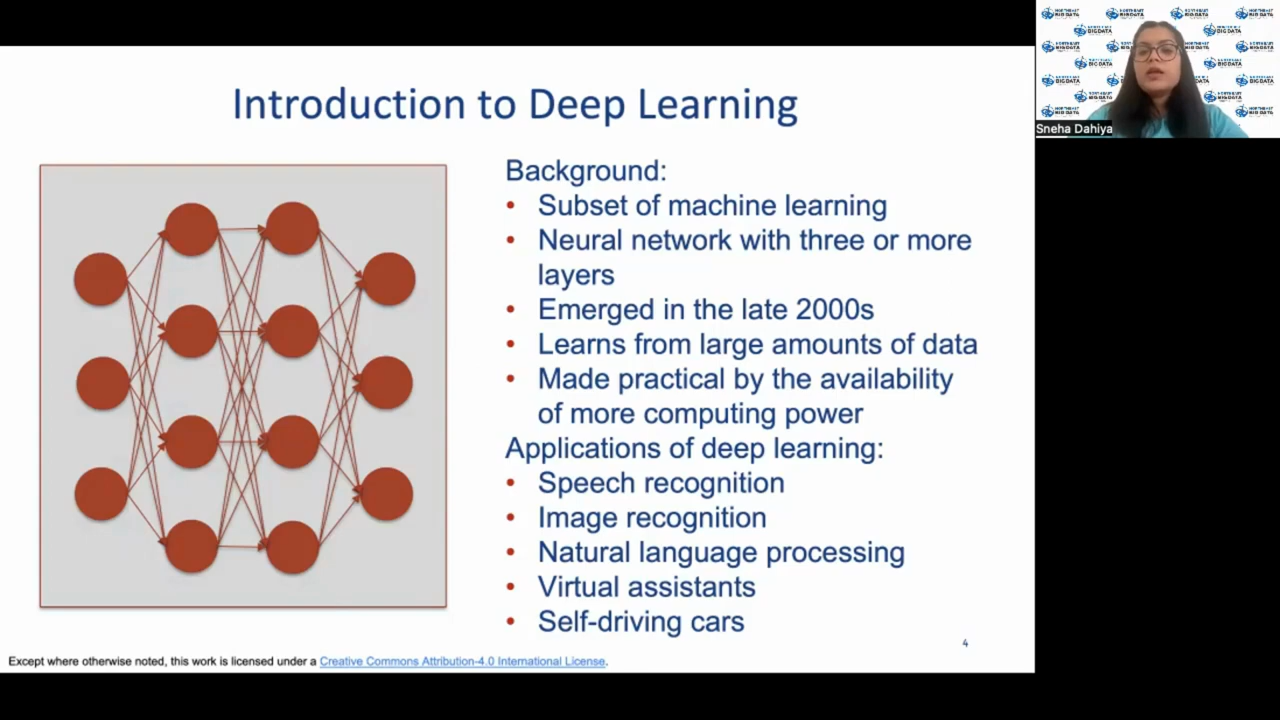 Introduction to Deep Learning
Background:
• Subset of machine learning
• Neural network with three or more
layers
• Emerged in the late 2000s
• Learns from large amounts of data
• Made practical by the availability
of more computing power
Applications of deep learning:
• Speech recognition
• Image recognition
• Natural language processing
• Virtual assistants
• Self-driving cars
4
Except where otherwise noted, this work is licensed under a Creative Commons Attribution-4.0 International License.
NORTHEAST
BIG DATA
Sneha Dahiya